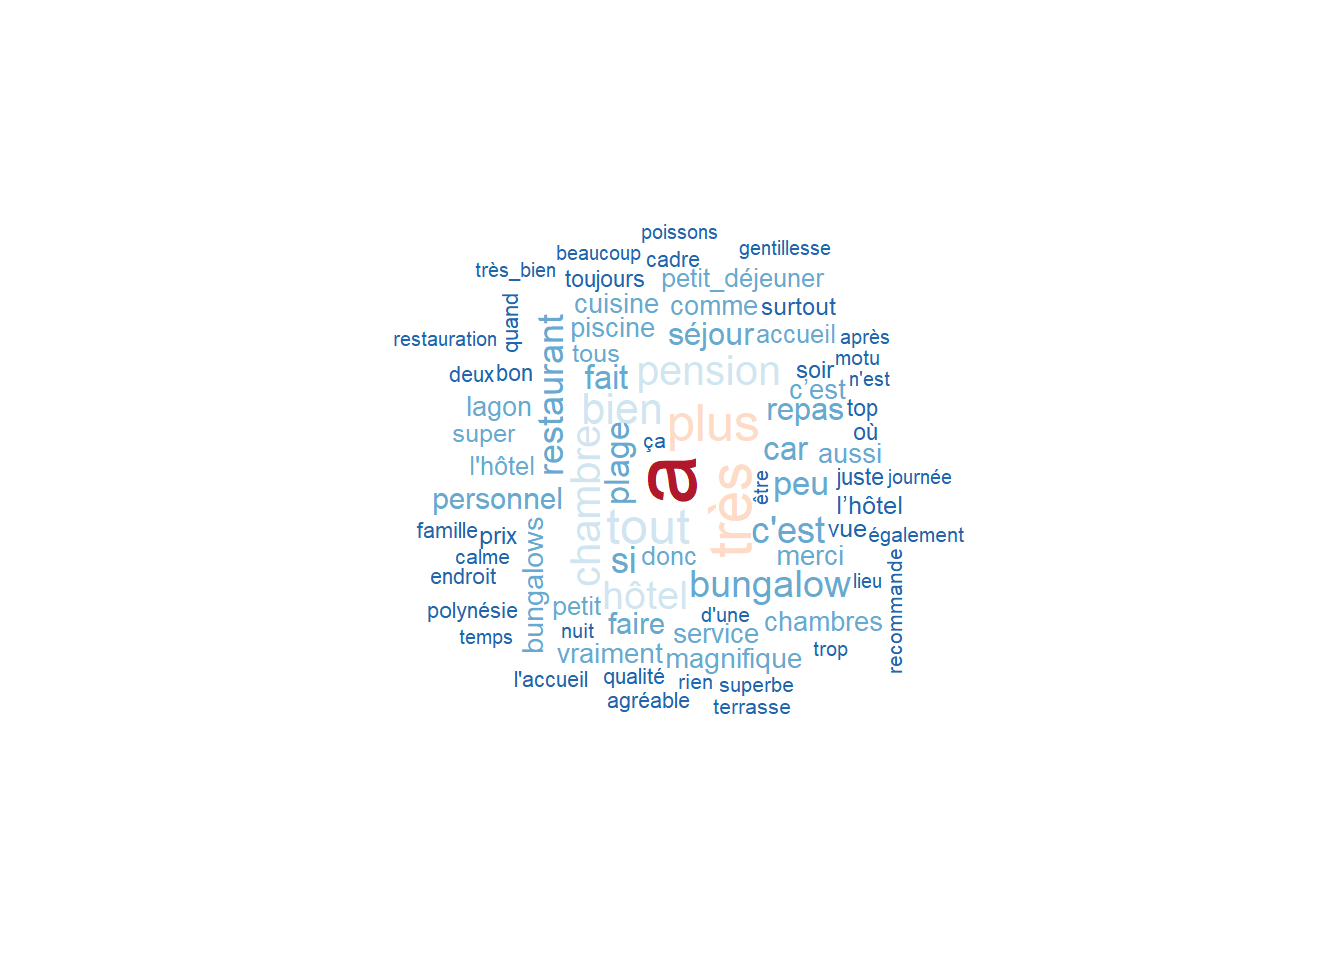 poissons
beaucoup
gentillesse
cadre
très_bien
toujours
petit_déjeuner
quand
cuisine
comme
surtout
restauration
restaurant
piscine
séjour
accueil
après
tous
motu
deux
bon
fait
pension
soir
n'est
c’est
lagon
bien
plus
repas
top
super
ça
où
l'hôtel
chambre
plage
a
très
car
aussi
personnel
être
peu
juste
journée
l’hôtel
famille
prix
tout
c'est
vue
également
calme
bungalows
si
donc
merci
endroit
hôtel
bungalow
lieu
recommande
polynésie
petit
d'une
chambres
temps
nuit
faire
service
vraiment
magnifique
trop
l'accueil
qualité
rien
superbe
agréable
terrasse